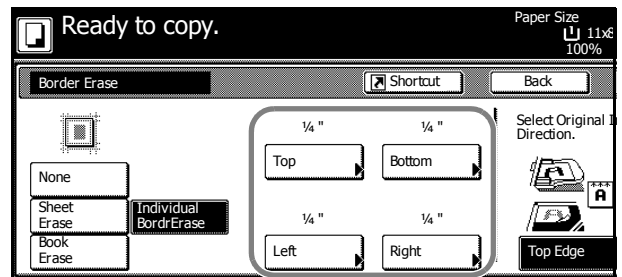 Ready to copy.
Paper Size
1 11x8
100%
Border Erase
Shortcut
Back
¼ " ¼ "
Select Original I
Direction.
Top
Bottom
None
A
Sheet
Erase
Individual
BordrErase
¼ " ¼ "
Book
Erase
Left
Right
Top Edge